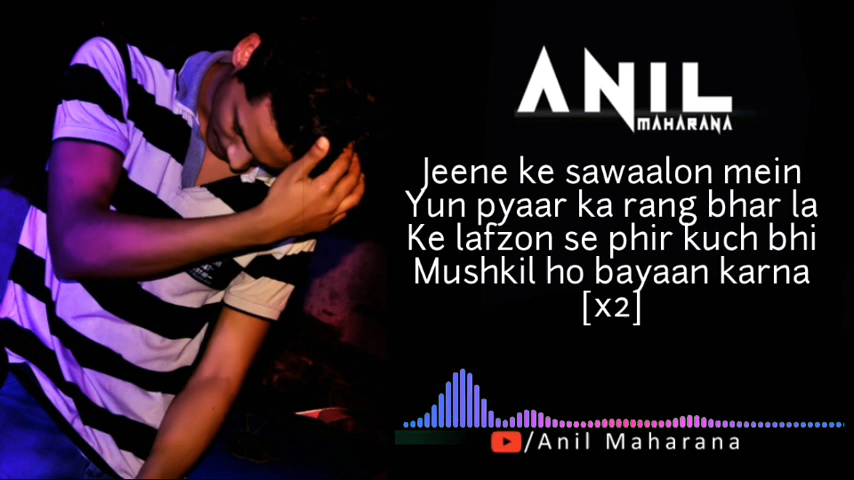 ANIL
MAHARANA
Jeene ke sawaalon mein
Yun pyaar ka rang bhar la
Ke lafzon se phir kuch bhi
Mushkil ho bayaan karna
[x2]
/Anil Maharana